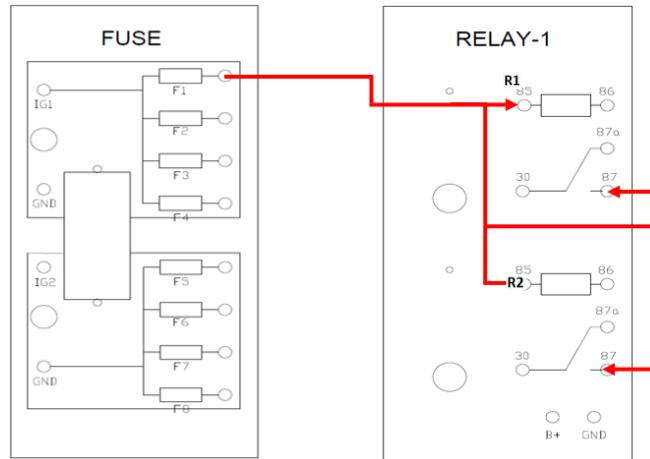 FUSE
IG1
F1
F2
F3
F4
GND
IG2
F5
F6
F7
F8
GND
RELAY-1
R1
85
86
87a
30
87
R2
85
86
87a
30
87
B+
GND